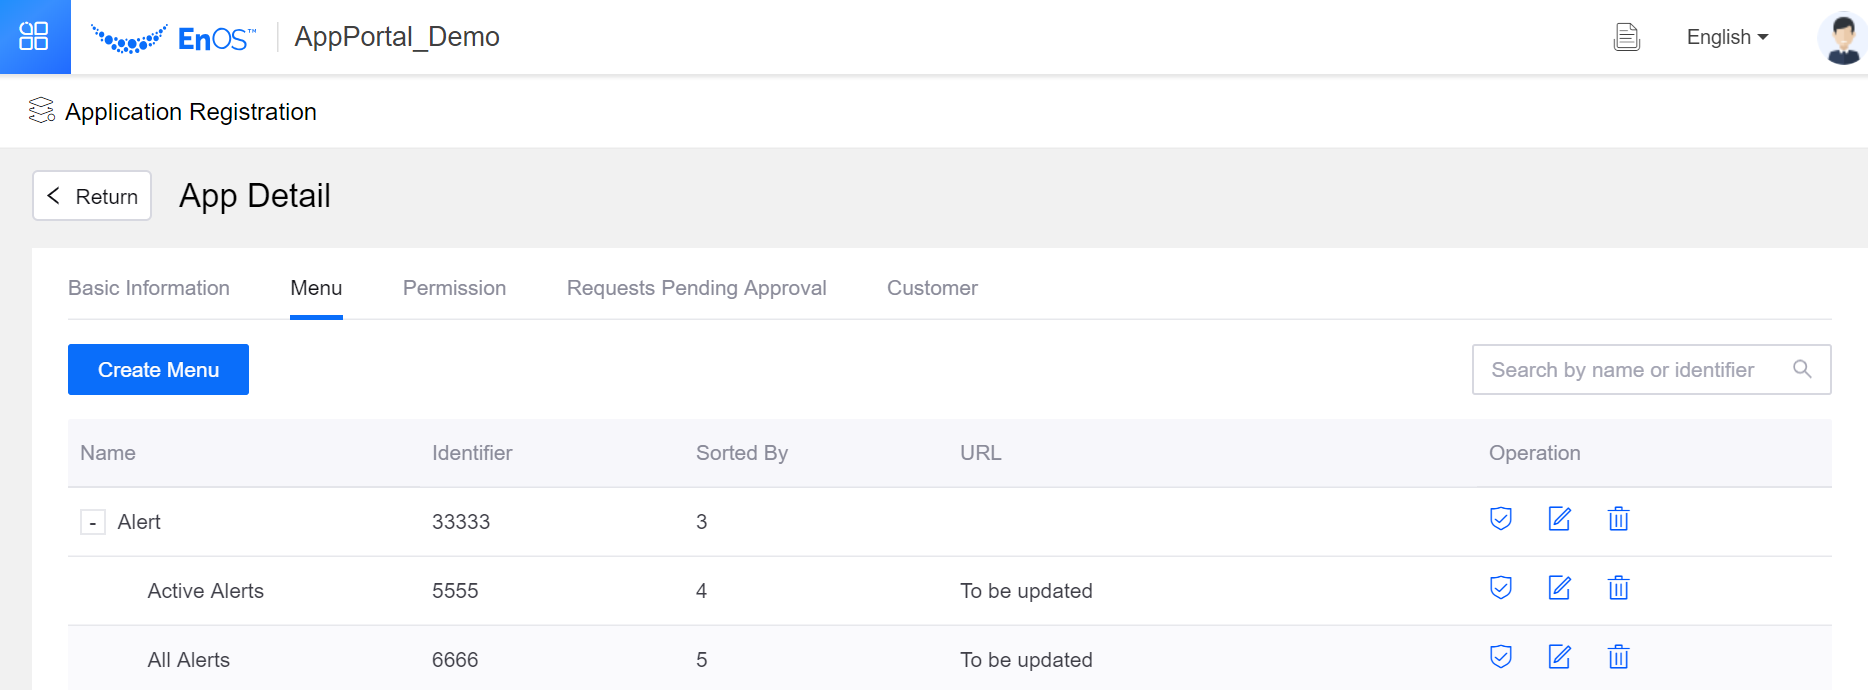 EnOS™ AppPortal_Demo English
Application Registration
Return App Detail
Basic Information Menu Permission Requests Pending Approval Customer
Create Menu Search by name or identifier
Name Identifier Sorted By URL Operation
- Alert 33333 3
Active Alerts 5555 4 To be updated
All Alerts 6666 5 To be updated